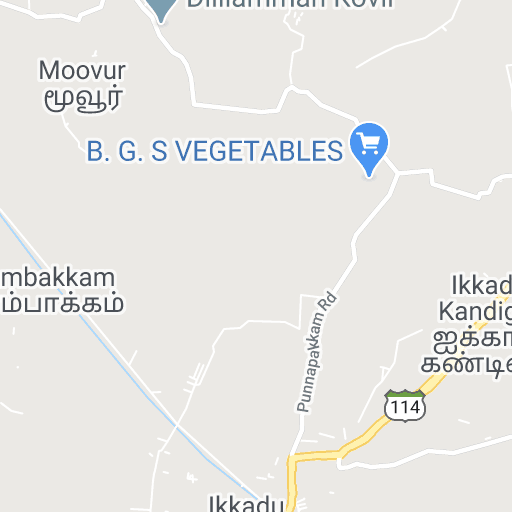 Dilliamman Kovil
Moovur
மூவூர்
B. G. S VEGETABLES
mbakkam
ம்பாக்கம்
Ikkad
Kandig
ஐக்கா
கண்டி
Punnapakkam Rd
114
Ikkadu